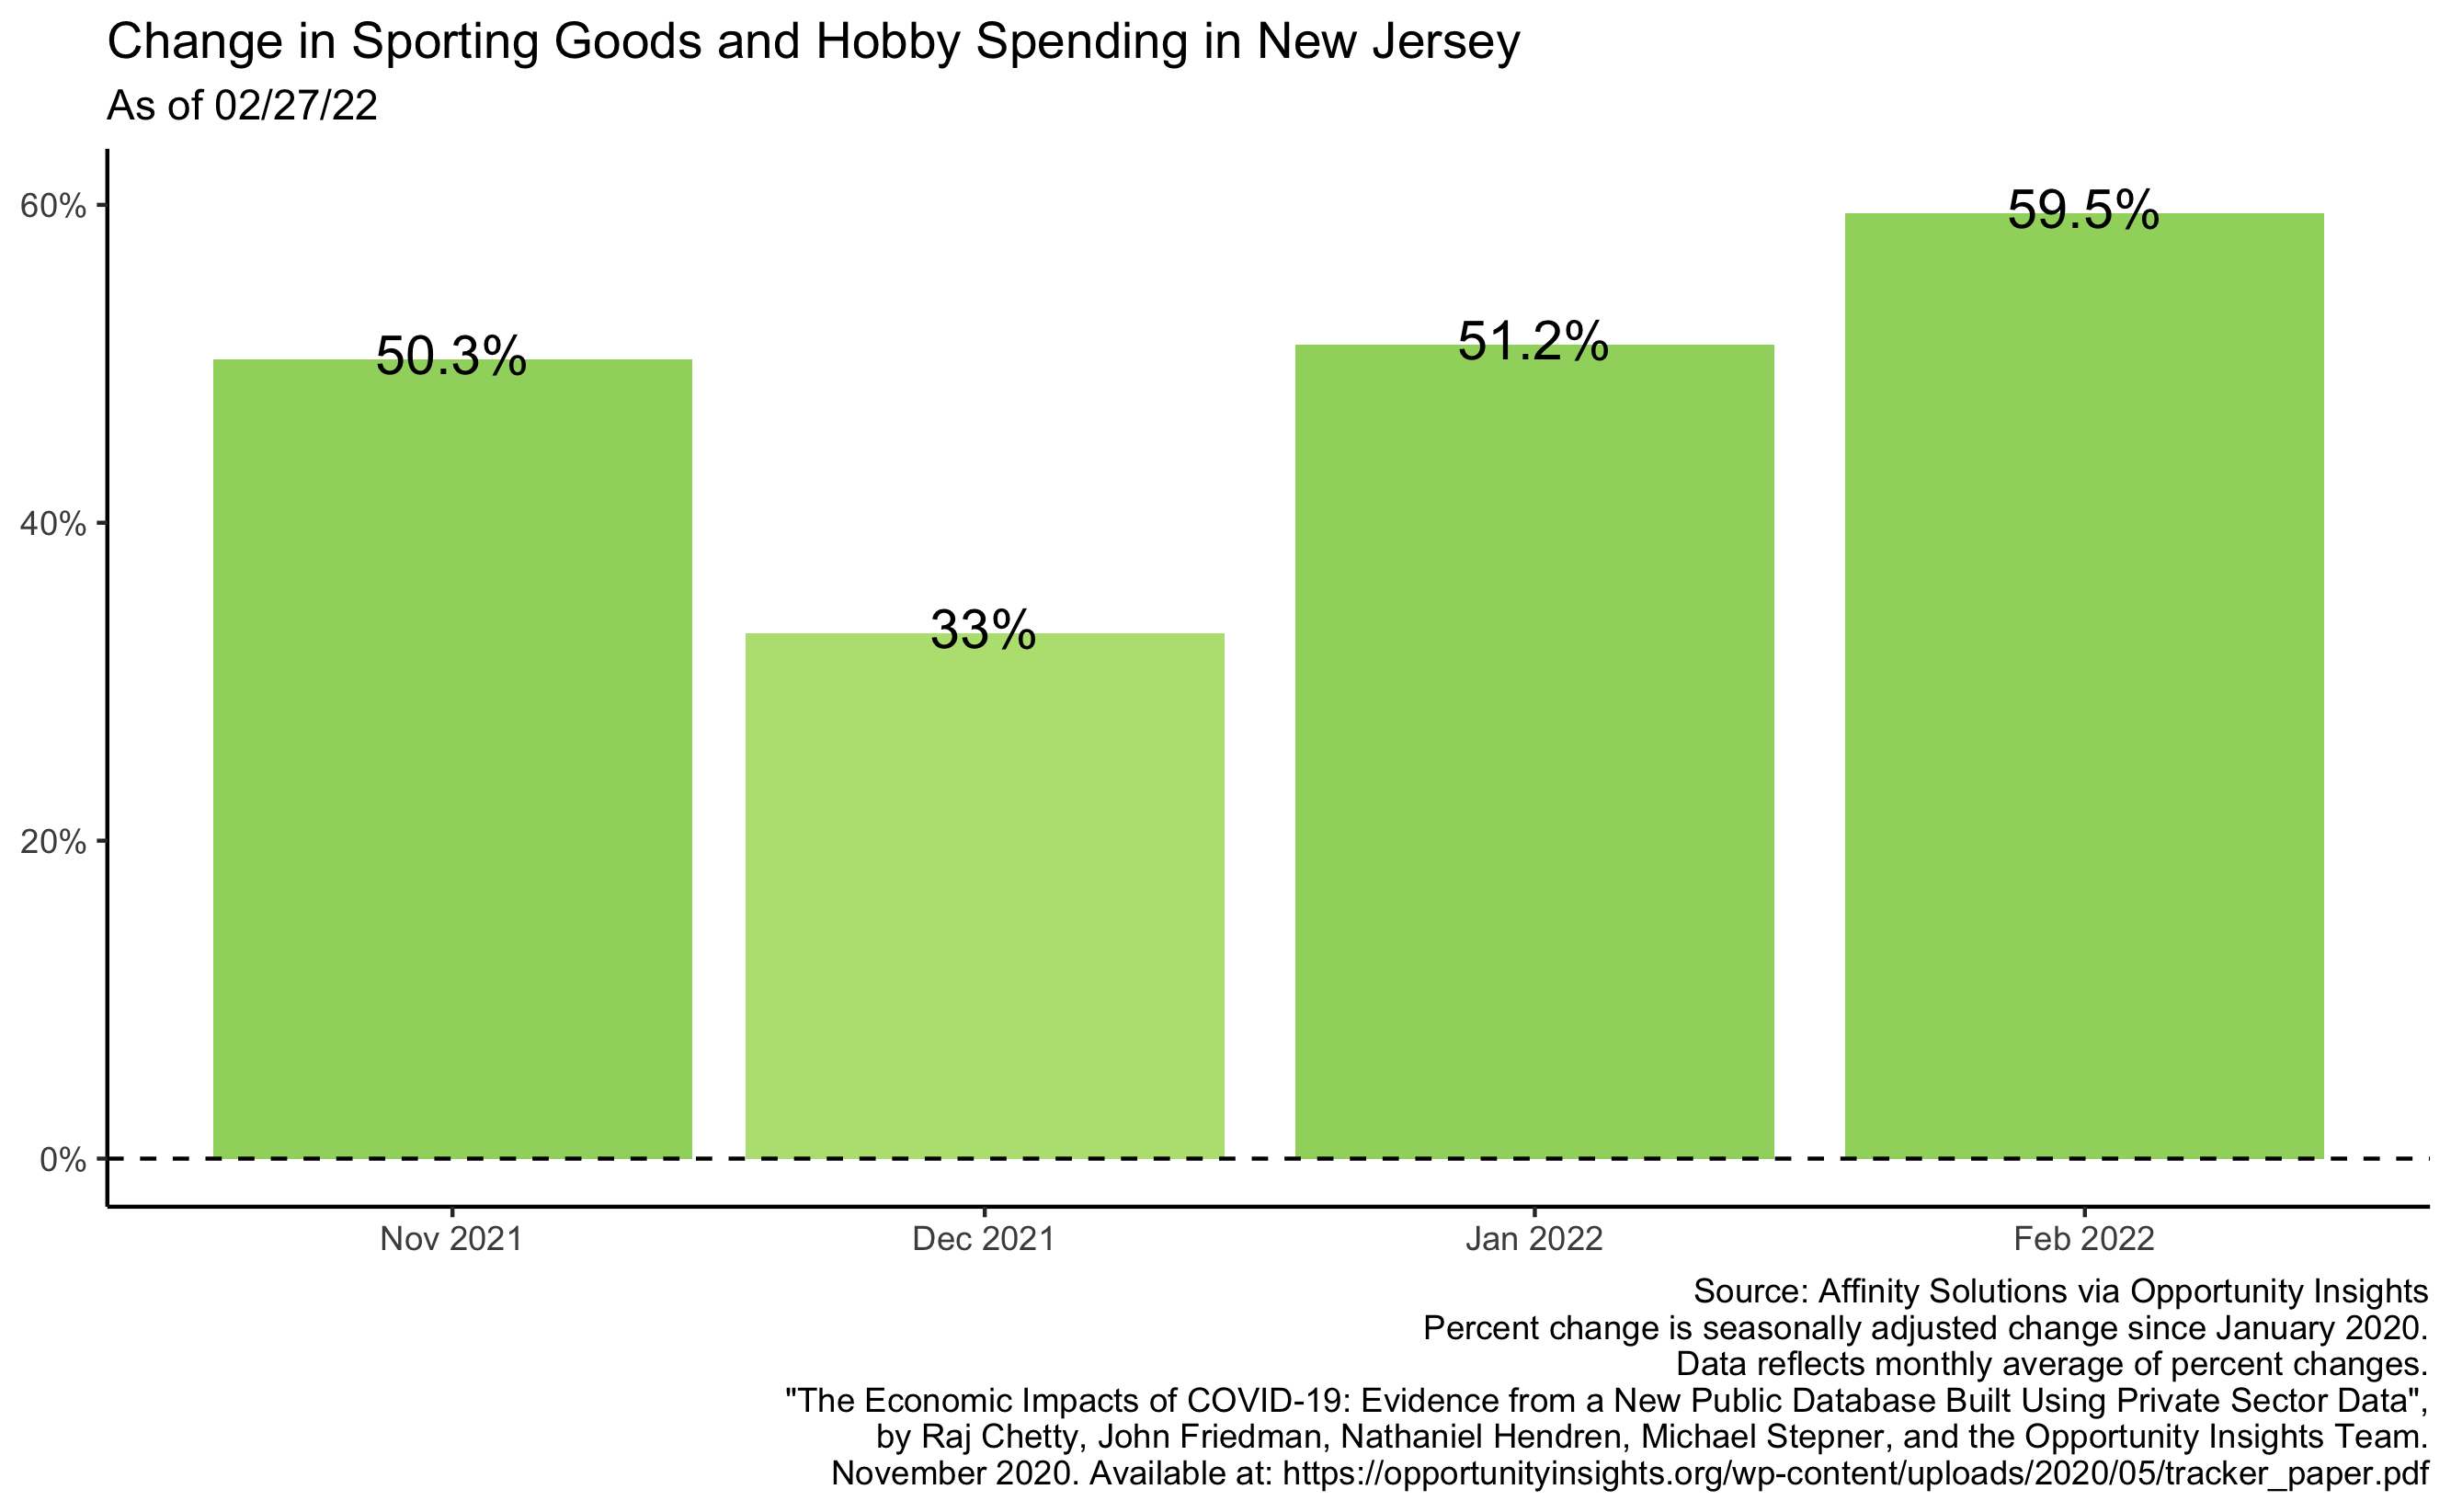 Change in Sporting Goods and Hobby Spending in New Jersey
As of 02/27/22
60%
40%
20%
0%
50.3%
33%
51.2%
59.5%
Nov 2021
Dec 2021
Jan 2022
Feb 2022
Source: Affinity Solutions via Opportunity Insights
Percent change is seasonally adjusted change since January 2020.
Data reflects monthly average of percent changes.
"The Economic Impacts of COVID-19: Evidence from a New Public Database Built Using Private Sector Data",
by Raj Chetty, John Friedman, Nathaniel Hendren, Michael Stepner, and the Opportunity Insights Team.
November 2020. Available at: https://opportunityinsights.org/wp-content/uploads/2020/05/tracker_paper.pdf